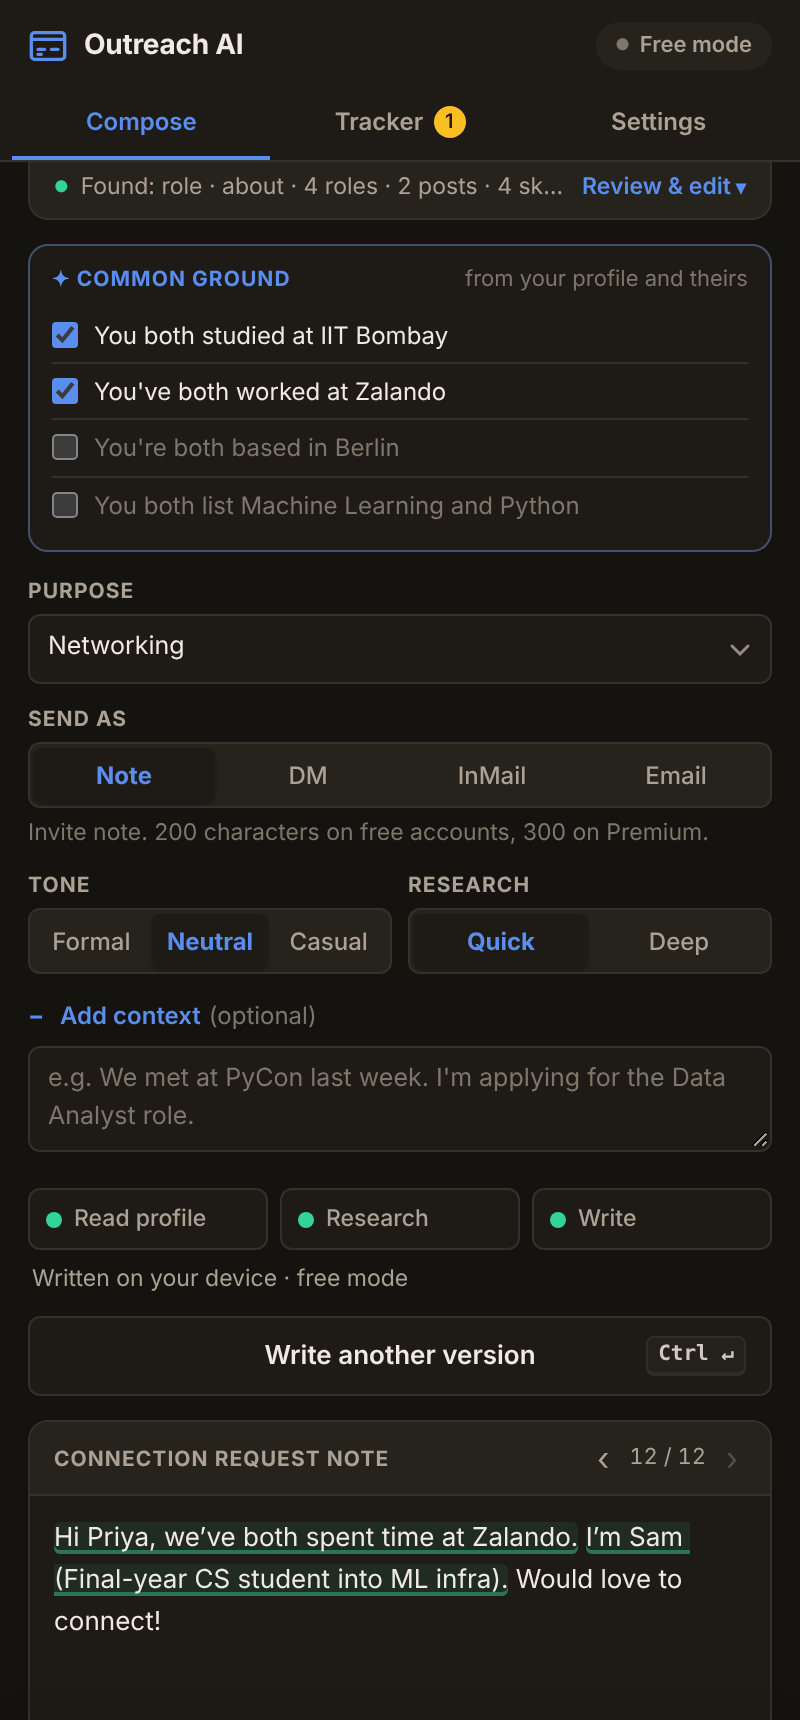 Outreach AI
Free mode
Compose
Tracker 1
Settings
Found: role · about · 4 roles · 2 posts · 4 sk...
Review & edit ▾
✦ COMMON GROUND
from your profile and theirs
You both studied at IIT Bombay
You've both worked at Zalando
You're both based in Berlin
You both list Machine Learning and Python
PURPOSE
Networking
SEND AS
Note
DM
InMail
Email
Invite note. 200 characters on free accounts, 300 on Premium.
TONE
RESEARCH
Formal
Neutral
Casual
Quick
Deep
– Add context (optional)
e.g. We met at PyCon last week. I'm applying for the Data
Analyst role.
Read profile
Research
Write
Written on your device · free mode
Write another version
Ctrl ↵
CONNECTION REQUEST NOTE
‹ 12 / 12 ›
Hi Priya, we’ve both spent time at Zalando. I’m Sam
(Final-year CS student into ML infra). Would love to
connect!